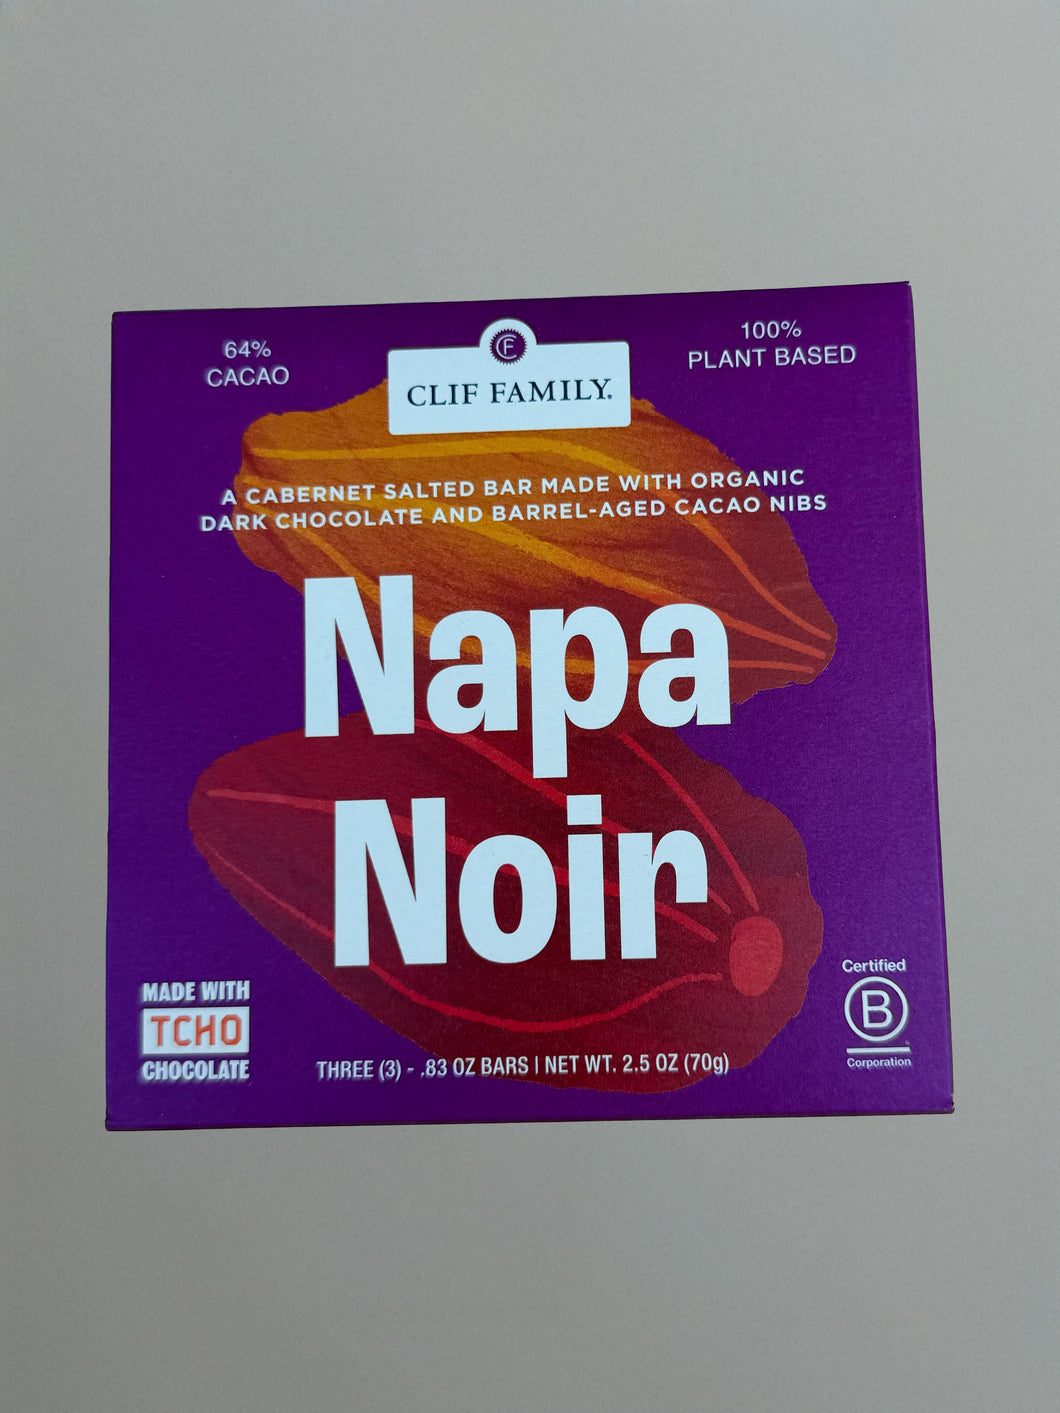 64%
CACAO
CF
CLIF FAMILY®
100%
PLANT BASED
A CABERNET SALTED BAR MADE WITH ORGANIC
DARK CHOCOLATE AND BARREL-AGED CACAO NIBS
Napa
Noir
MADE WITH
TCHO
CHOCOLATE
THREE (3) - .83 OZ BARS | NET WT. 2.5 OZ (70g)
Certified
B
Corporation